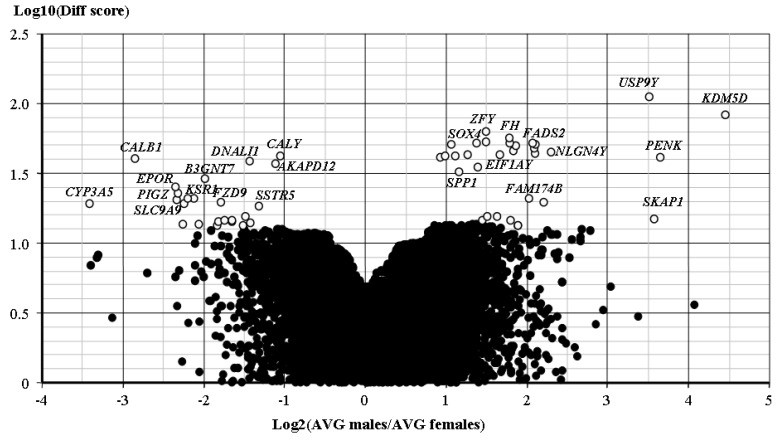 Log10(Diff score)
2.5
USP9Y
2.0
KDM5D
ZFY
FH
SOX4
FADS2
CALY
DNALI1
CALB1
PENK
NLGN4Y
1.5
AKAPD12
B3GNT7
EIF1AY
EPOR
SPP1
CYP3A5
PIGZ
KSR1
FZD9
SSTR5
FAM174B
SLC9A9
SKAP1
1.0
0.5
0
-4 -3 -2 -1 0 1 2 3 4 5
Log2(AVG males/AVG females)